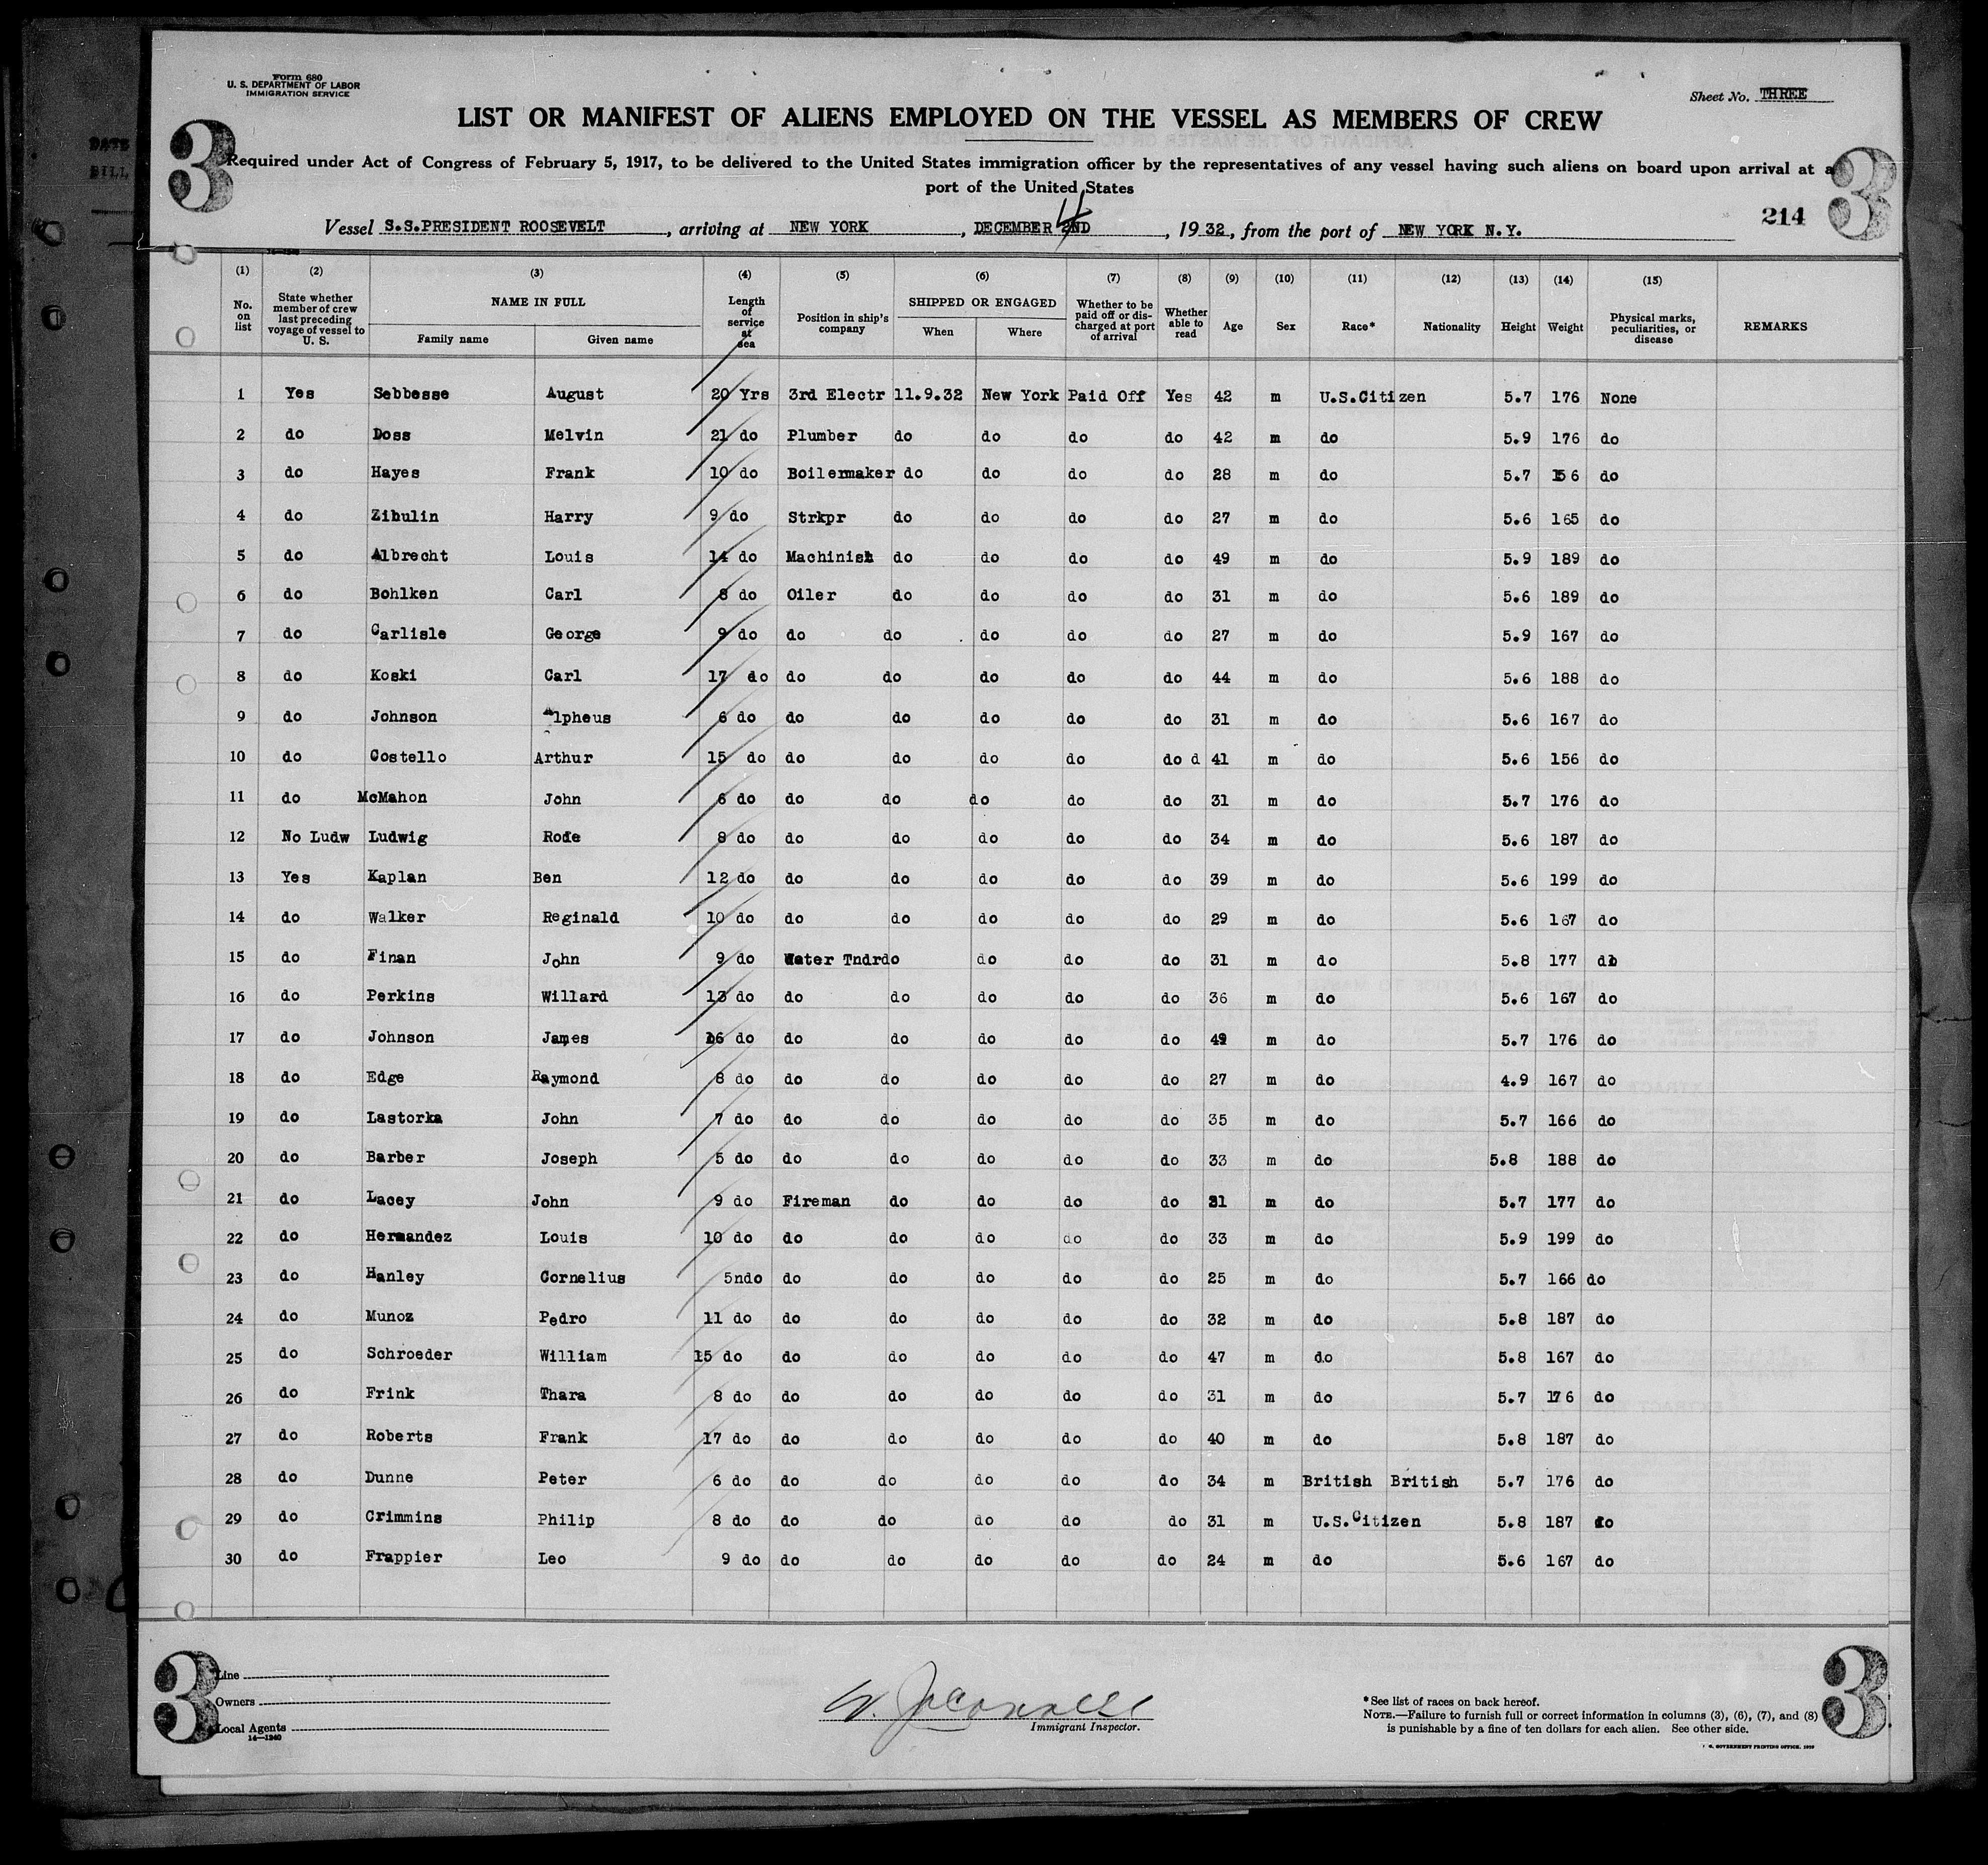 Form 680
U. S. DEPARTMENT OF LABOR
IMMIGRATION SERVICE
Sheet No. THREE
LIST OR MANIFEST OF ALIENS EMPLOYED ON THE VESSEL AS MEMBERS OF CREW
3 3
Required under Act of Congress of February 5, 1917, to be delivered to the United States immigration officer by the representatives of any vessel having such aliens on board upon arrival at a
port of the United States
214
Vessel S.S.PRESIDENT ROOSEVELT, arriving at NEW YORK, DECEMBER 4, 1932, from the port of NEW YORK N.Y.
(1) (2) (3) (4) (5) (6) (7) (8) (9) (10) (11) (12) (13) (14) (15)
No. on list State whether member of crew last preceding voyage of vessel to U. S. NAME IN FULL Family name Given name Length of service at sea Position in ship's company SHIPPED OR ENGAGED When Where Whether to be paid off or discharged at port of arrival Whether able to read Age Sex Race* Nationality Height Weight Physical marks, peculiarities, or disease REMARKS
1 Yes Sebbesse August 20 Yrs 3rd Electr 11.9.32 New York Paid Off Yes 42 m U.S.Citizen 5.7 176 None
2 do Doss Melvin 21 do Plumber do do do do 42 m do 5.9 176 do
3 do Hayes Frank 10 do Boilermaker do do do do 28 m do 5.7 156 do
4 do Zibulin Harry 9 do Strkpr do do do do 27 m do 5.6 165 do
5 do Albrecht Louis 14 do Machinist do do do do 49 m do 5.9 189 do
6 do Bohlken Carl 8 do Oiler do do do do 31 m do 5.6 189 do
7 do Carlisle George 9 do do do do do do 27 m do 5.9 167 do
8 do Koski Carl 17 do do do do do do 44 m do 5.6 188 do
9 do Johnson Alpheus 6 do do do do do do 31 m do 5.6 167 do
10 do Costello Arthur 15 do do do do do do d 41 m do 5.6 156 do
11 do McMahon John 6 do do do do do do 31 m do 5.7 176 do
12 No Ludw Ludwig Rode 8 do do do do do do 34 m do 5.6 187 do
13 Yes Kaplan Ben 12 do do do do do do 39 m do 5.6 199 do
14 do Walker Reginald 10 do do do do do do 29 m do 5.6 167 do
15 do Finan John 9 do Water Tndrdo do do do 31 m do 5.8 177 do
16 do Perkins Willard 13 do do do do do do 36 m do 5.6 167 do
17 do Johnson James 16 do do do do do do m do 5.7 176 do
18 do Edge Raymond 8 do do do do do do 27 m do 4.9 167 do
19 do Lastorka John 7 do do do do do do 35 m do 5.7 166 do
20 do Barber Joseph 5 do do do do do do 33 m do 5.8 188 do
21 do Lacey John 9 do Fireman do do do do 31 m do 5.7 177 do
22 do Hernandez Louis 10 do do do do do do 33 m do 5.9 199 do
23 do Hanley Cornelius 5ndo do do do do do 25 m do 5.7 166 do
24 do Munoz Pedro 11 do do do do do do 32 m do 5.8 187 do
25 do Schroeder William 15 do do do do do do 47 m do 5.8 167 do
26 do Frink Thara 8 do do do do do do 31 m do 5.7 176 do
27 do Roberts Frank 17 do do do do do do 40 m do 5.8 187 do
28 do Dunne Peter 6 do do do do do do 34 m British British 5.7 176 do
29 do Crimmins Philip 8 do do do do do do 31 m U.S.Citizen 5.8 187 do
30 do Frappier Leo 9 do do do do do do 24 m do 5.6 167 do
3 3
Line
Owners
Local Agents
14—1240
Immigrant Inspector.
*See list of races on back hereof.
NOTE.—Failure to furnish full or correct information in columns (3), (6), (7), and (8)
is punishable by a fine of ten dollars for each alien. See other side.
GOVERNMENT PRINTING OFFICE
DATE
BILL